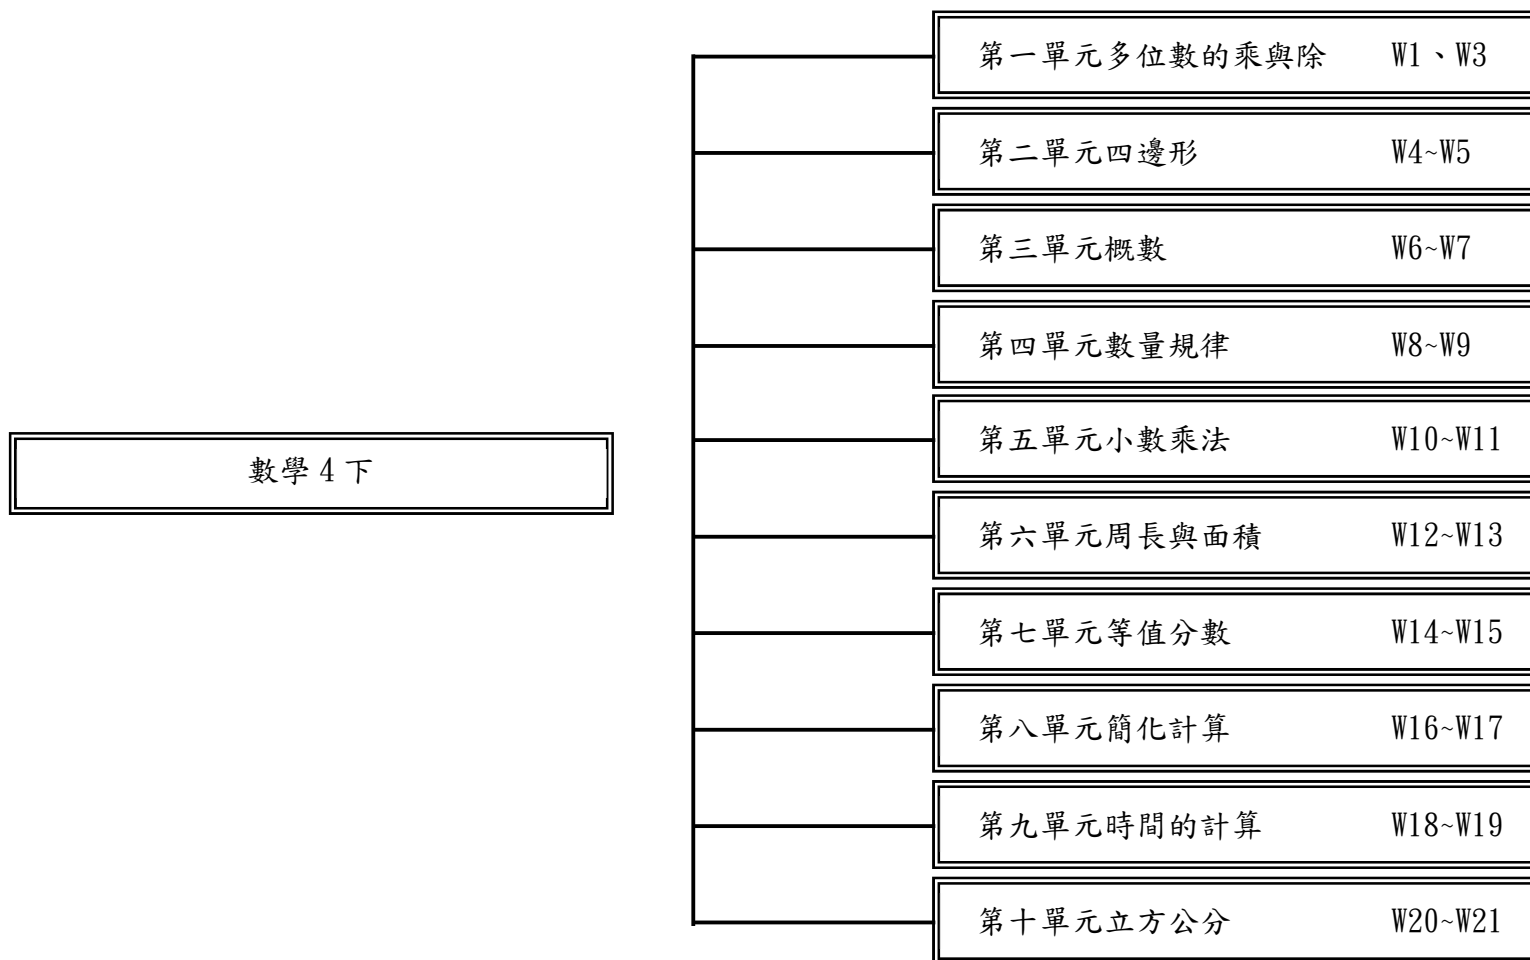 第一單元多位數的乘與除 W1、W3
第二單元四邊形 W4~W5
第三單元概數 W6~W7
第四單元數量規律 W8~W9
數學 4 下
第五單元小數乘法 W10~W11
第六單元周長與面積 W12~W13
第七單元等值分數 W14~W15
第八單元簡化計算 W16~W17
第九單元時間的計算 W18~W19
第十單元立方公分 W20~W21